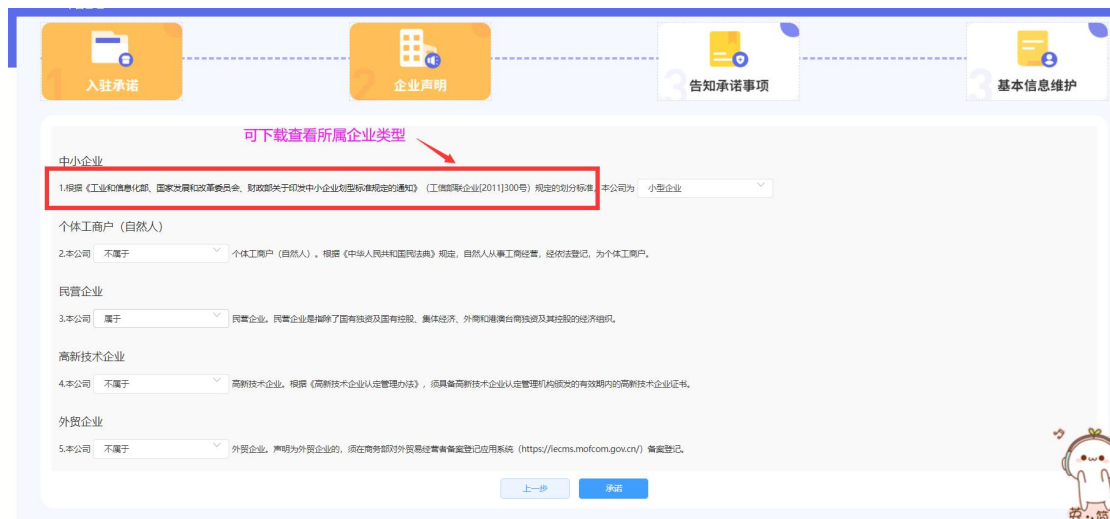 1 入驻承诺
2 企业声明
3 告知承诺事项
3 基本信息维护
可下载查看所属企业类型
中小企业
1.根据《工业和信息化部、国家发展和改革委员会、财政部关于印发中小企业划型标准规定的通知》（工信部联企业[2011]300号）规定的划分标准，本公司为 小型企业
个体工商户（自然人）
2.本公司 不属于 个体工商户（自然人）。根据《中华人民共和国民法典》规定，自然人从事工商经营，经依法登记，为个体工商户。
民营企业
3.本公司 属于 民营企业。民营企业是指除了国有独资及国有控股、集体经济、外商和港澳台商独资及其控股的经济组织。
高新技术企业
4.本公司 不属于 高新技术企业。根据《高新技术企业认定管理办法》，须具备高新技术企业认定管理机构颁发的有效期内的高新技术企业证书。
外贸企业
5.本公司 不属于 外贸企业。声明为外贸企业的，须在商务部对外贸易经营者备案登记应用系统（https://iecms.mofcom.gov.cn/）备案登记。
上一步 承诺